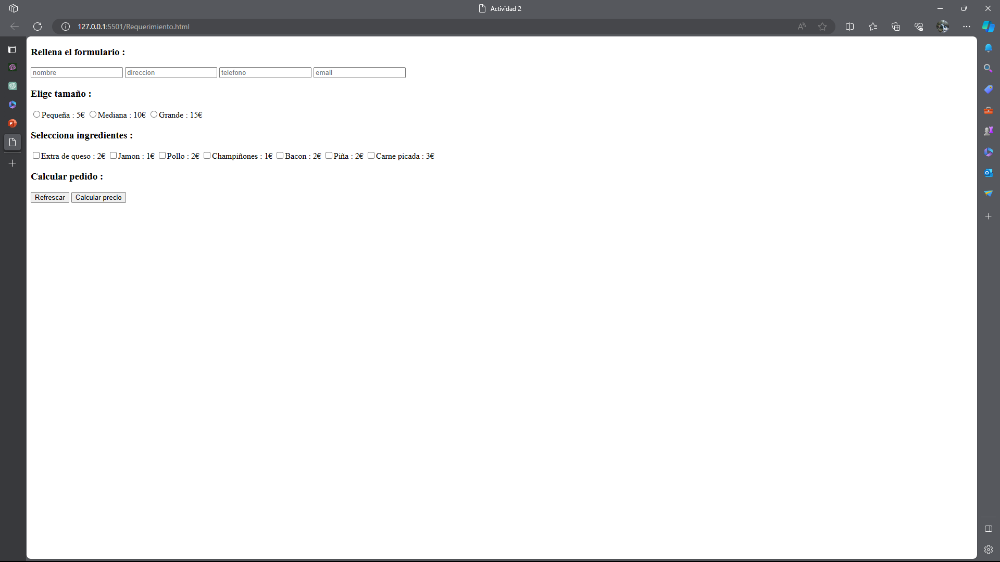 Actividad 2
127.0.0.1:5501/Requerimiento.html
Rellena el formulario :
nombre direccion telefono email
Elige tamaño :
Pequeña : 5€ Mediana : 10€ Grande : 15€
Selecciona ingredientes :
Extra de queso : 2€ Jamon : 1€ Pollo : 2€ Champiñones : 1€ Bacon : 2€ Piña : 2€ Carne picada : 3€
Calcular pedido :
Refrescar Calcular precio